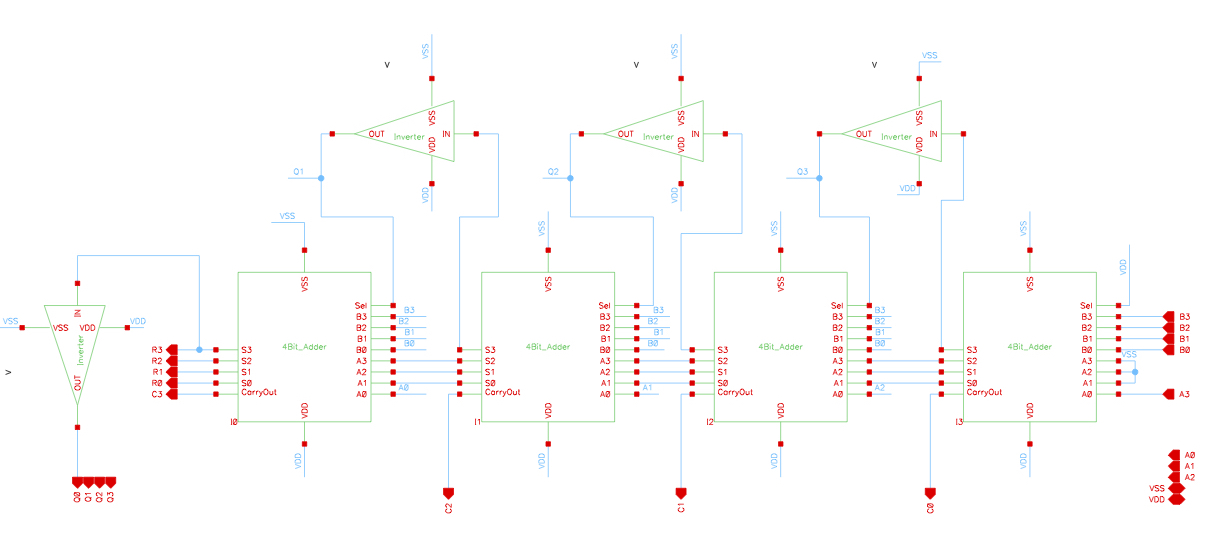 VSS
VSS
VSS
V
V
V
OUT
Inverter
VSS
VDD
IN
OUT
Inverter
VSS
VDD
IN
OUT
Inverter
VSS
VDD
IN
Q1
Q2
Q3
VDD
VDD
VDD
VSS
VSS
VSS
VSS
VDD
VSS
VSS
VSS
VSS
VSS
VSS
IN
VDD
VDD
Inverter
OUT
V
R3
R2
R1
R0
C3
S3
S2
S1
S0
CarryOut
4Bit_Adder
VDD
I0
Sel
B3
B2
B1
B0
A3
A2
A1
A0
B3
B2
B1
B0
A0
S3
S2
S1
S0
CarryOut
4Bit_Adder
VDD
I1
Sel
B3
B2
B1
B0
A3
A2
A1
A0
B3
B2
B1
B0
A1
S3
S2
S1
S0
CarryOut
4Bit_Adder
VDD
I2
Sel
B3
B2
B1
B0
A3
A2
A1
A0
B3
B2
B1
B0
A2
S3
S2
S1
S0
CarryOut
4Bit_Adder
VDD
I3
Sel
B3
B2
B1
B0
A3
A2
A1
A0
B3
B2
B1
B0
VSS
A3
VDD
VDD
VDD
VDD
A0
A1
A2
VSS
VDD
Q0
Q1
Q2
Q3
C2
C1
C0